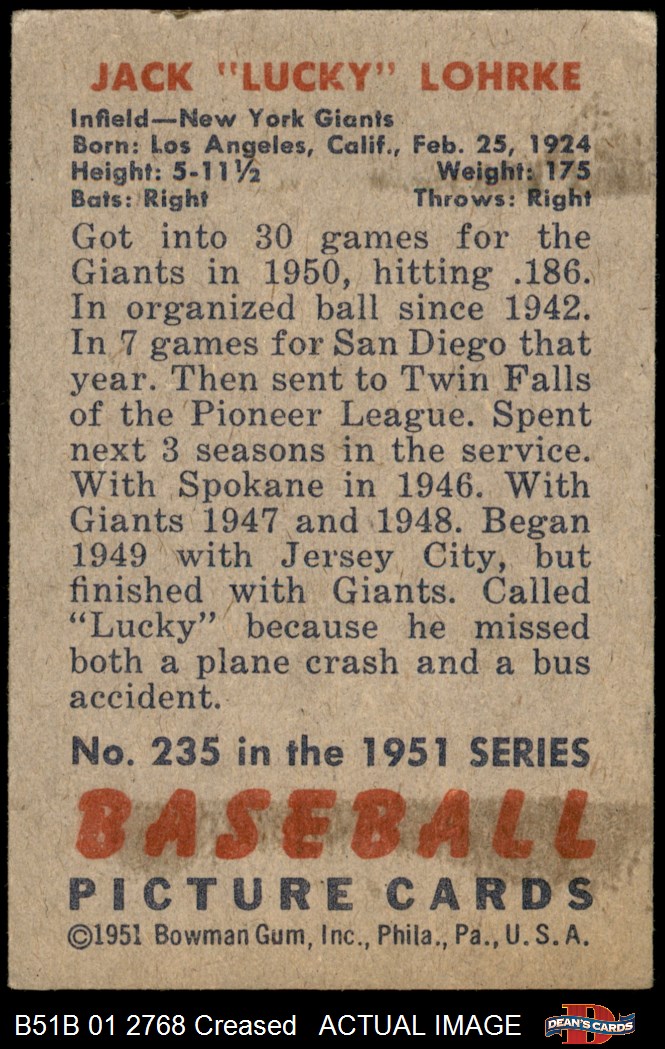 JACK "LUCKY" LOHRKE
Infield—New York Giants
Born: Los Angeles, Calif., Feb. 25, 1924
Height: 5-11½ Weight: 175
Bats: Right Throws: Right
Got into 30 games for the
Giants in 1950, hitting .186.
In organized ball since 1942.
In 7 games for San Diego that
year. Then sent to Twin Falls
of the Pioneer League. Spent
next 3 seasons in the service.
With Spokane in 1946. With
Giants 1947 and 1948. Began
1949 with Jersey City, but
finished with Giants. Called
"Lucky" because he missed
both a plane crash and a bus
accident.
No. 235 in the 1951 SERIES
BASEBALL
PICTURE CARDS
©1951 Bowman Gum, Inc., Phila., Pa., U. S. A.
B51B 01 2768 Creased ACTUAL IMAGE
D
DEAN'S CARDS